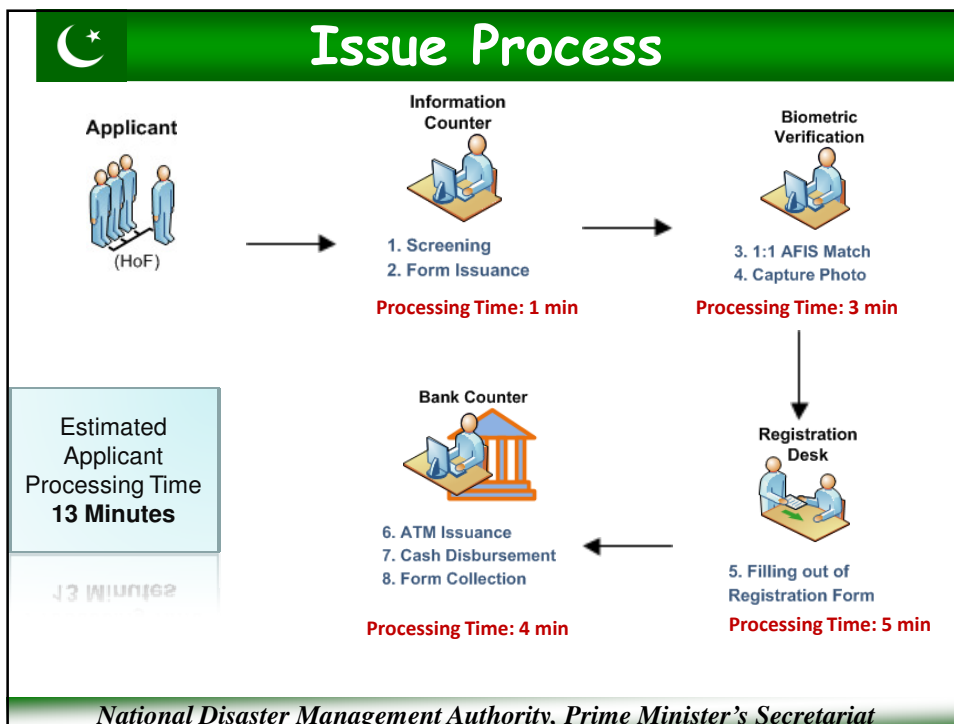 Issue Process
Applicant
(HoF)
Information
Counter
1. Screening
2. Form Issuance
Processing Time: 1 min
Biometric
Verification
3. 1:1 AFIS Match
4. Capture Photo
Processing Time: 3 min
Registration
Desk
5. Filling out of
Registration Form
Processing Time: 5 min
Bank Counter
6. ATM Issuance
7. Cash Disbursement
8. Form Collection
Processing Time: 4 min
Estimated
Applicant
Processing Time
13 Minutes
National Disaster Management Authority, Prime Minister's Secretariat